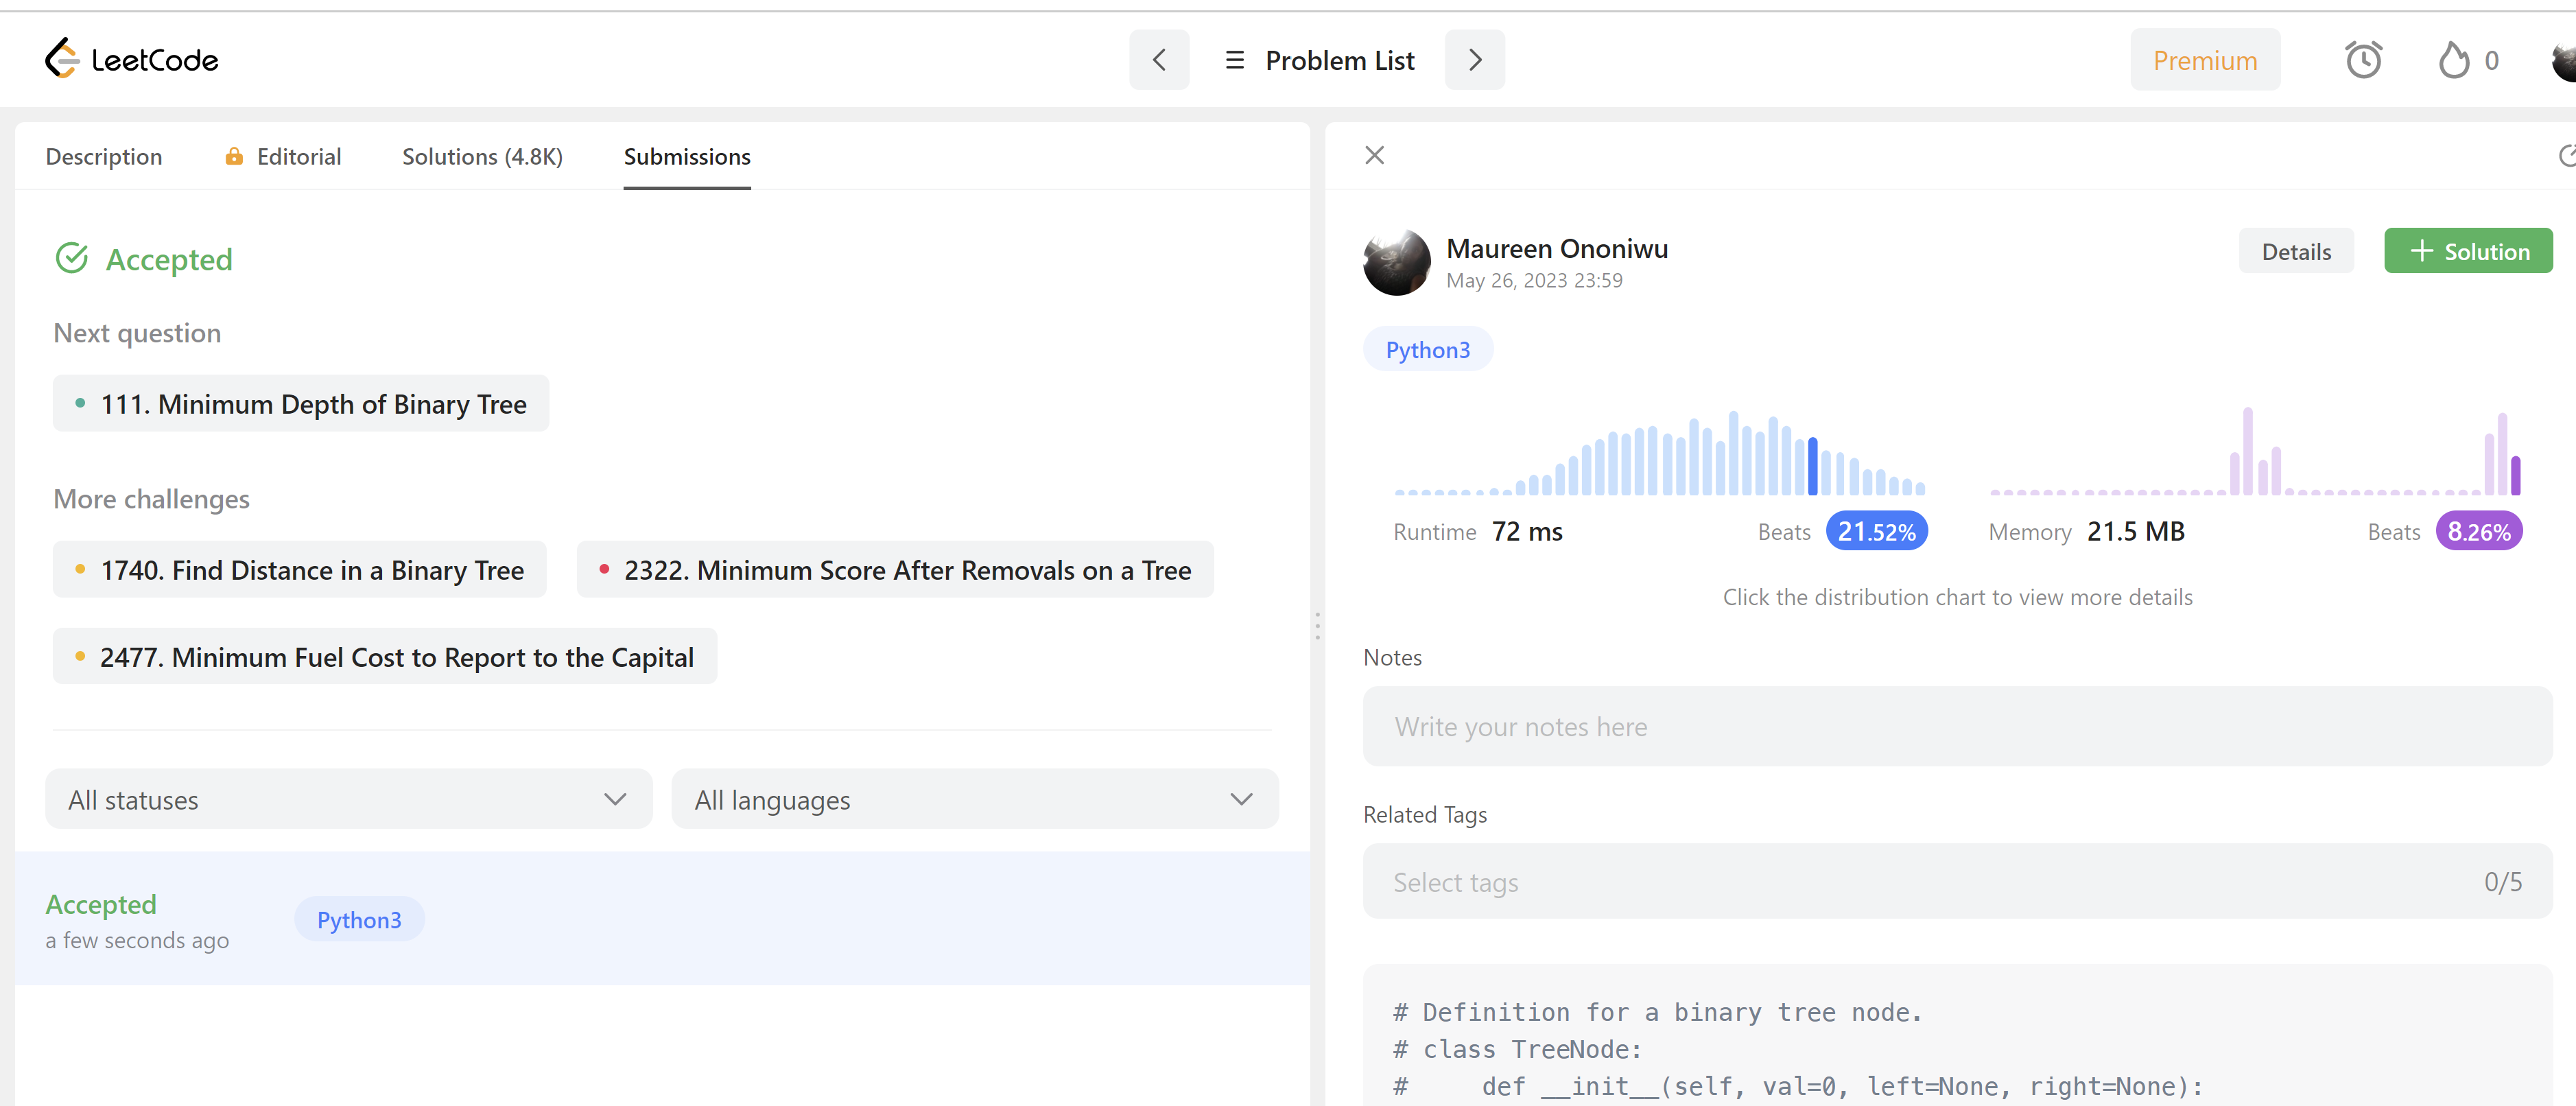 LeetCode
Problem List
Premium
0
Description
Editorial
Solutions (4.8K)
Submissions
Accepted
Next question
111. Minimum Depth of Binary Tree
More challenges
1740. Find Distance in a Binary Tree
2322. Minimum Score After Removals on a Tree
2477. Minimum Fuel Cost to Report to the Capital
All statuses
All languages
Accepted
a few seconds ago
Python3
Maureen Ononiwu
May 26, 2023 23:59
Details
Solution
Python3
Runtime 72 ms
Beats 21.52%
Memory 21.5 MB
Beats 8.26%
Click the distribution chart to view more details
Notes
Write your notes here
Related Tags
Select tags
0/5
# Definition for a binary tree node.
# class TreeNode:
#     def __init__(self, val=0, left=None, right=None):